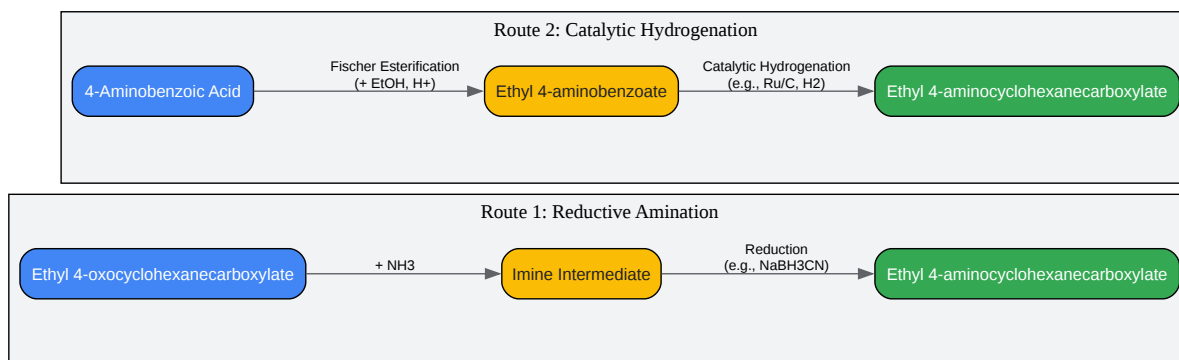 Route 2: Catalytic Hydrogenation
4-Aminobenzoic Acid
Fischer Esterification
(+ EtOH, H+)
Ethyl 4-aminobenzoate
Catalytic Hydrogenation
(e.g., Ru/C, H2)
Ethyl 4-aminocyclohexanecarboxylate
Route 1: Reductive Amination
Ethyl 4-oxocyclohexanecarboxylate
+ NH3
Imine Intermediate
Reduction
(e.g., NaBH3CN)
Ethyl 4-aminocyclohexanecarboxylate